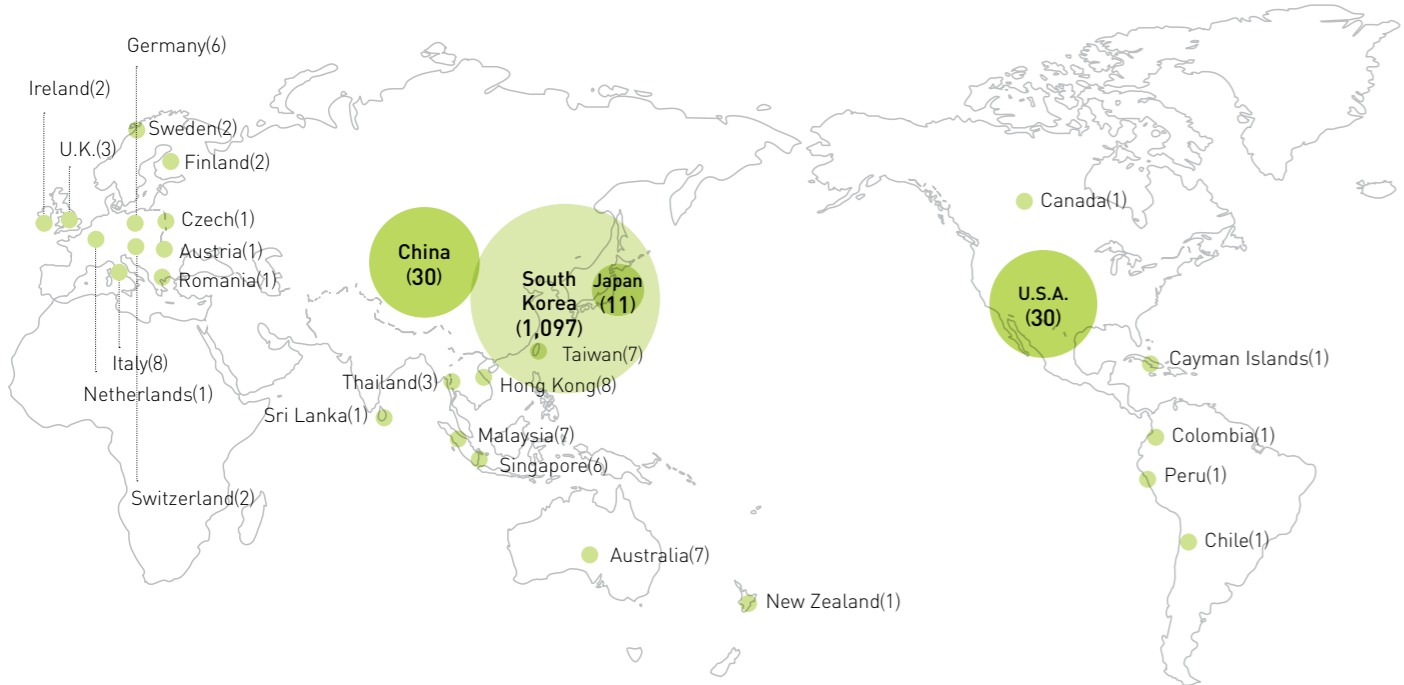 Germany(6)
Ireland(2)
Sweden(2)
U.K.(3)
Finland(2)
Czech(1)
Austria(1)
Romania(1)
Italy(8)
Netherlands(1)
Switzerland(2)
China
(30)
South
Korea
(1,097)
Japan
(11)
Taiwan(7)
Thailand(3)
Hong Kong(8)
Sri Lanka(1)
Malaysia(7)
Singapore(6)
Australia(7)
New Zealand(1)
Canada(1)
U.S.A.
(30)
Cayman Islands(1)
Colombia(1)
Peru(1)
Chile(1)